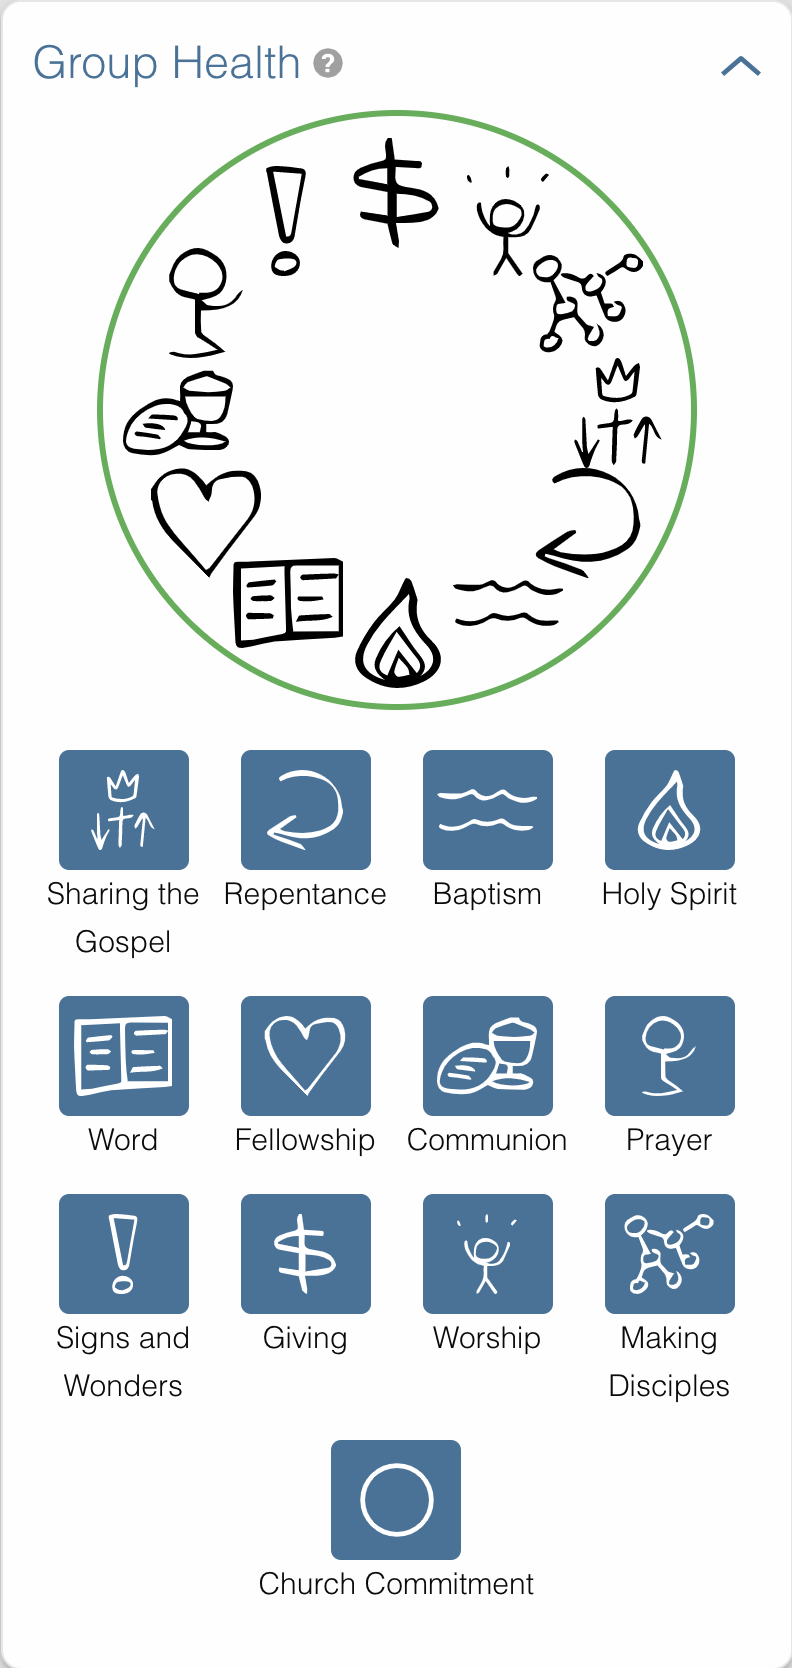 Group Health ?
$
Sharing the Repentance Baptism Holy Spirit
Gospel
Word Fellowship Communion Prayer
$
Signs and Giving Worship Making
Wonders Disciples
Church Commitment